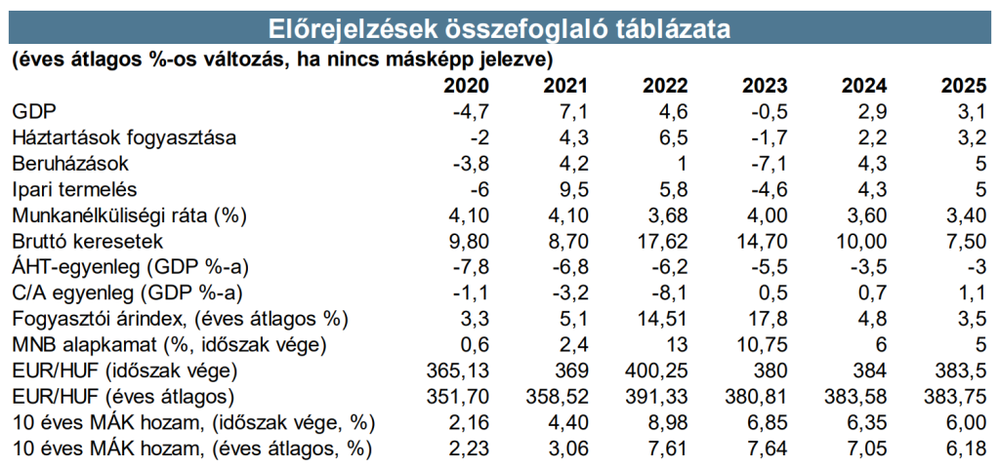 Előrejelzések összefoglaló táblázata
(éves átlagos %-os változás, ha nincs másképp jelezve)
2020 2021 2022 2023 2024 2025
GDP -4,7 7,1 4,6 -0,5 2,9 3,1
Háztartások fogyasztása -2 4,3 6,5 -1,7 2,2 3,2
Beruházások -3,8 4,2 1 -7,1 4,3 5
Ipari termelés -6 9,5 5,8 -4,6 4,3 5
Munkanélküliségi ráta (%) 4,10 4,10 3,68 4,00 3,60 3,40
Bruttó keresetek 9,80 8,70 17,62 14,70 10,00 7,50
ÁHT-egyenleg (GDP %-a) -7,8 -6,8 -6,2 -5,5 -3,5 -3
C/A egyenleg (GDP %-a) -1,1 -3,2 -8,1 0,5 0,7 1,1
Fogyasztói árindex, (éves átlagos %) 3,3 5,1 14,51 17,8 4,8 3,5
MNB alapkamat (%, időszak vége) 0,6 2,4 13 10,75 6 5
EUR/HUF (időszak vége) 365,13 369 400,25 380 384 383,5
EUR/HUF (éves átlagos) 351,70 358,52 391,33 380,81 383,58 383,75
10 éves MÁK hozam, (időszak vége, %) 2,16 4,40 8,98 6,85 6,35 6,00
10 éves MÁK hozam, (éves átlagos, %) 2,23 3,06 7,61 7,64 7,05 6,18